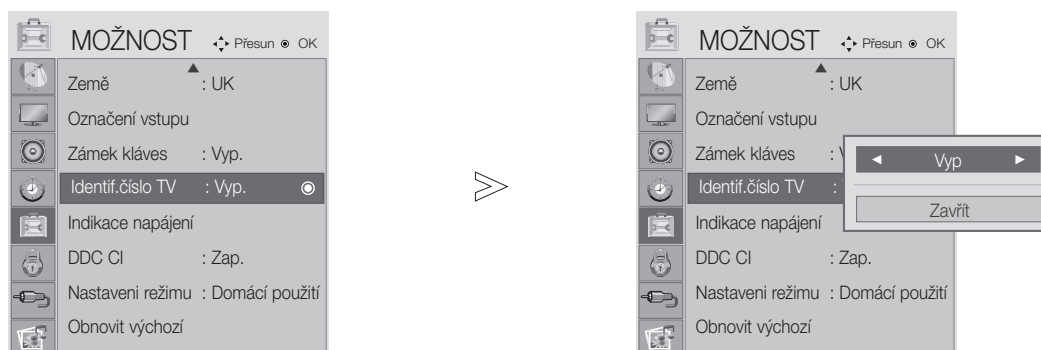 MOŽNOST Přesun OK
Země : UK
Označení vstupu
Zámek kláves : Vyp.
Identif.číslo TV : Vyp.
Indikace napájení
DDC CI : Zap.
Nastaveni režimu : Domácí použití
Obnovit výchozí
MOŽNOST Přesun OK
Země : UK
Označení vstupu
Zámek kláves :
Identif.číslo TV :
Indikace napájení
DDC CI : Zap.
Nastaveni režimu : Domácí použití
Obnovit výchozí
◄ Vyp ►
Zavřít